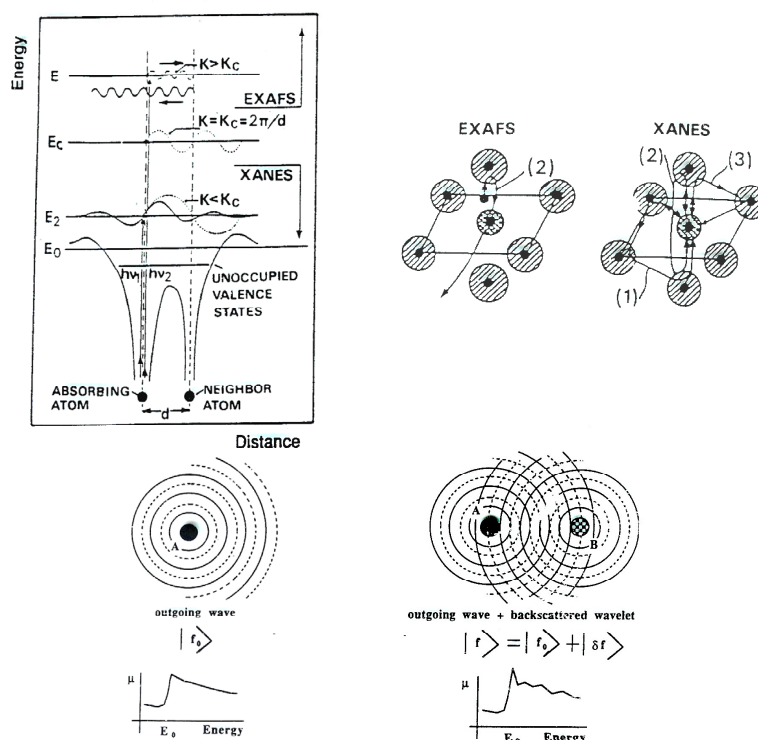 Energy
E
K>Kc
EXAFS
Ec
K=Kc=2π/d
XANES
E2
K<Kc
E0
hν1 hν2
UNOCCUPIED
VALENCE
STATES
ABSORBING
ATOM
NEIGHBOR
ATOM
d
Distance
EXAFS
(2)
XANES
(2)
(3)
(1)
A
outgoing wave
|f₀>
μ
E₀ Energy
A
B
outgoing wave + backscattered wavelet
|f>=|f₀>+|δf>
μ
E₀ Energy